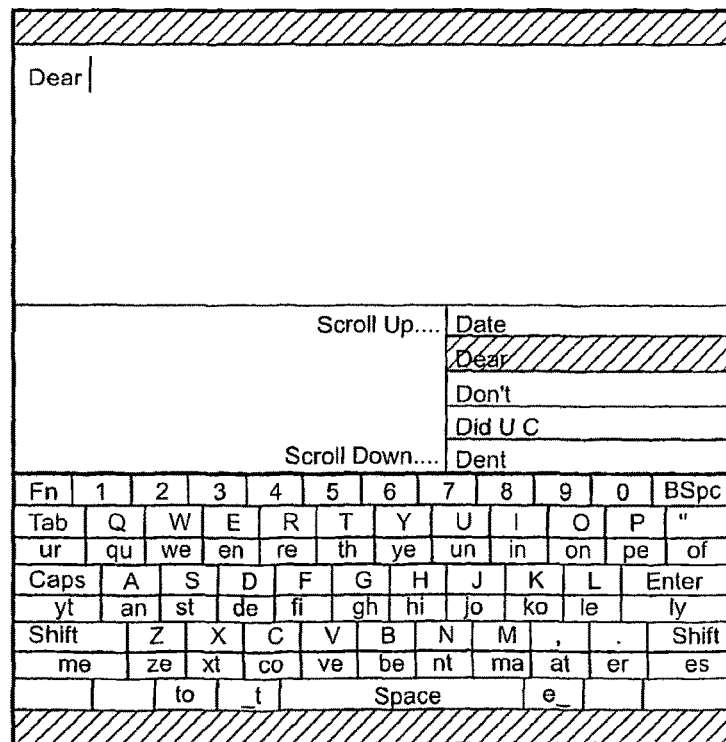 Dear
Scroll Up.... Date
Dear
Don't
Did U C
Scroll Down.... Dent
Fn 1 2 3 4 5 6 7 8 9 0 BSpc
Tab Q W E R T Y U I O P "
ur qu we en re th ye un in on pe of
Caps A S D F G H J K L Enter
yt an st de fi gh hi jo ko le ly
Shift Z X C V B N M , . Shift
me ze xt co ve be nt ma at er es
to _t Space e_